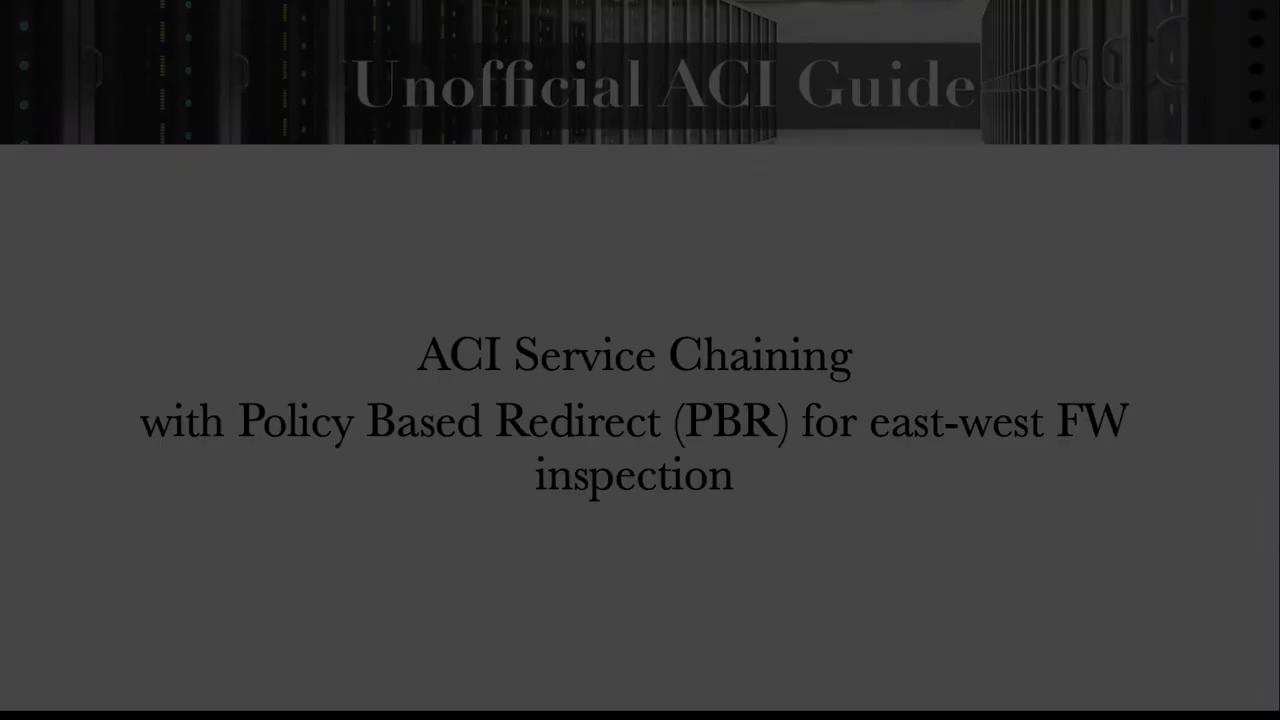 Unofficial ACI Guide
ACI Service Chaining
with Policy Based Redirect (PBR) for east-west FW
inspection